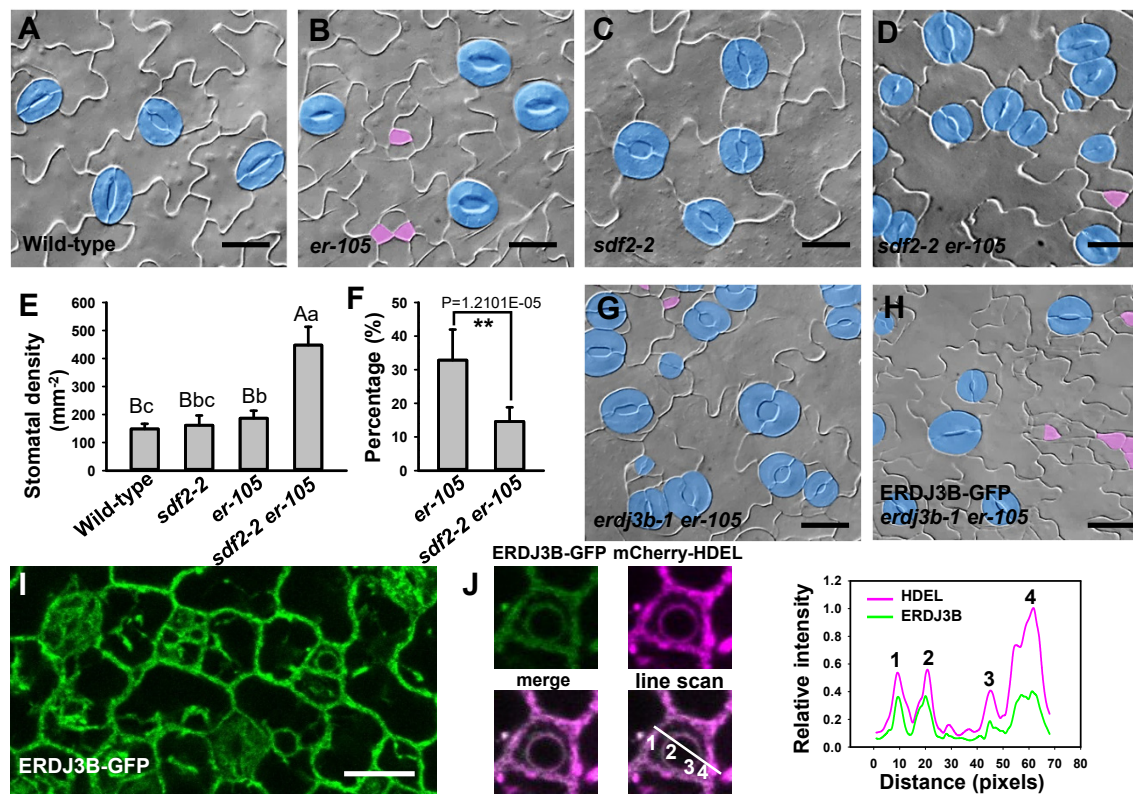 A
Wild-type
B
er-105
C
sdf2-2
D
sdf2-2 er-105
E
Stomatal density
(mm-2)
600
500
400
300
200
100
0
Bc
Bbc
Bb
Aa
Wild-type
sdf2-2
er-105
sdf2-2 er-105
F
Percentage (%)
50
40
30
20
10
0
P=1.2101E-05
**
er-105
sdf2-2 er-105
G
erdj3b-1 er-105
H
ERDJ3B-GFP
erdj3b-1 er-105
I
ERDJ3B-GFP
J
ERDJ3B-GFP mCherry-HDEL
merge
line scan
1
2
3
4
Relative intensity
1.2
1.0
0.8
0.6
0.4
0.2
0.0
HDEL
ERDJ3B
1
2
3
4
0 10 20 30 40 50 60 70 80
Distance (pixels)